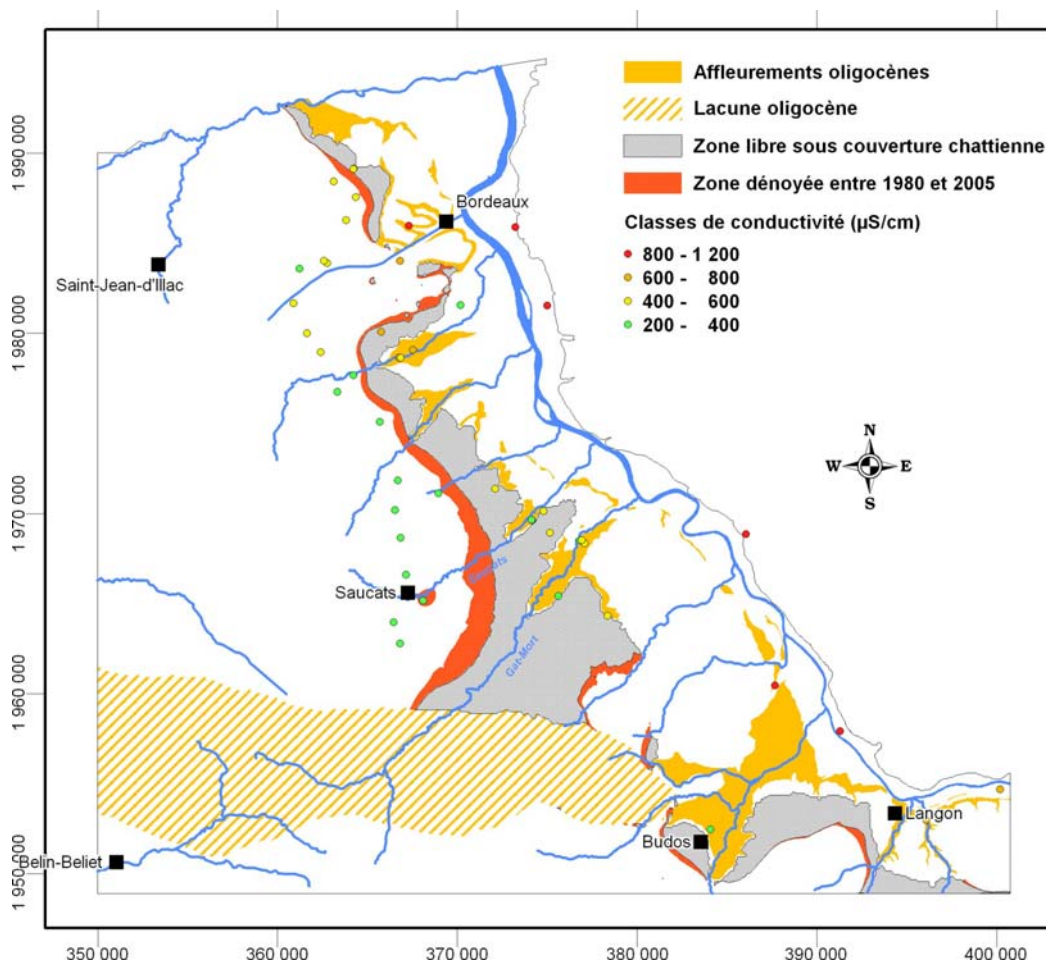 Affleurements oligocènes
Lacune oligocène
Zone libre sous couverture chattienne
Zone dénoyée entre 1980 et 2005
Classes de conductivité (µS/cm)
800 - 1 200
600 - 800
400 - 600
200 - 400
1 990 000
Bordeaux
Saint-Jean-d'Illac
1 980 000
N
W E
S
1 970 000
Saucats
Gat-Mort
1 960 000
Langon
Budos
Belin-Beliet
1 950 000
350 000 360 000 370 000 380 000 390 000 400 000